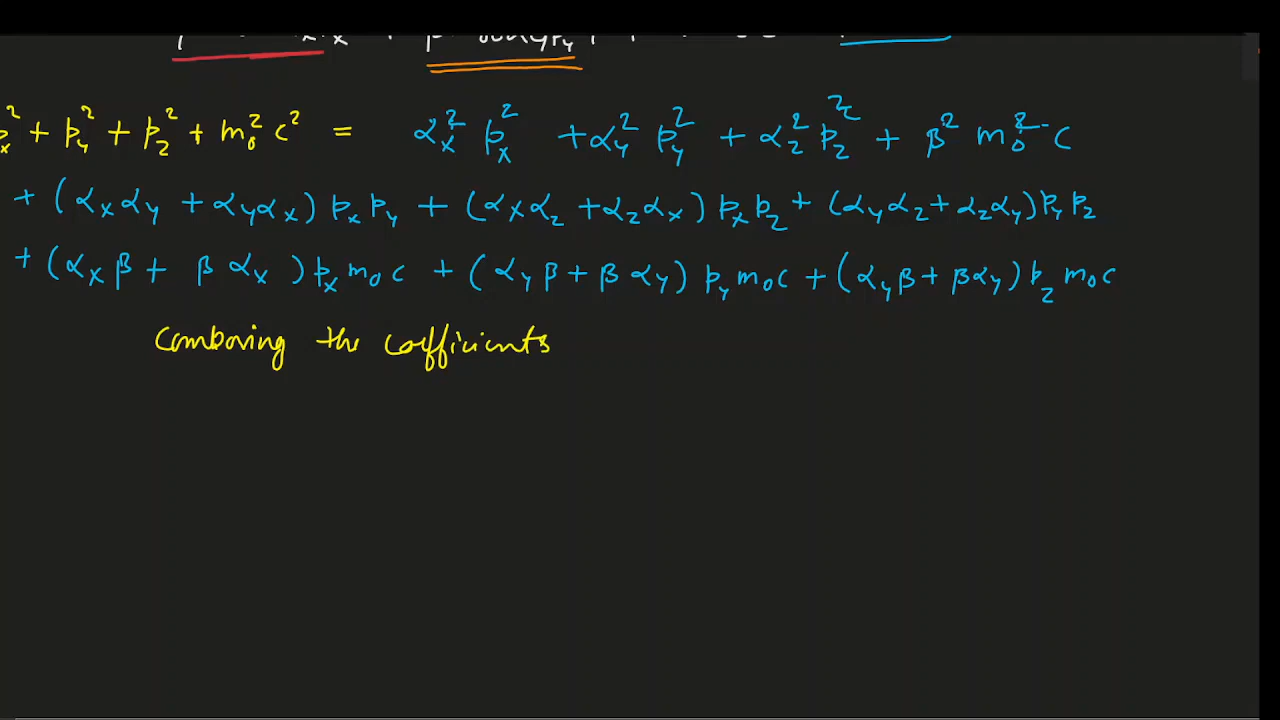 p_x^2 + p_y^2 + p_z^2 + m_0^2 c^2 = α_x^2 p_x^2 + α_y^2 p_y^2 + α_z^2 p_z^2 + β^2 m_0^2 c
+ (α_x α_y + α_y α_x) p_x p_y + (α_x α_z + α_z α_x) p_x p_z + (α_y α_z + α_z α_y) p_y p_z
+ (α_x β + β α_x) p_x m_0 c + (α_y β + β α_y) p_y m_0 c + (α_y β + β α_y) p_z m_0 c
Comparing the coefficients